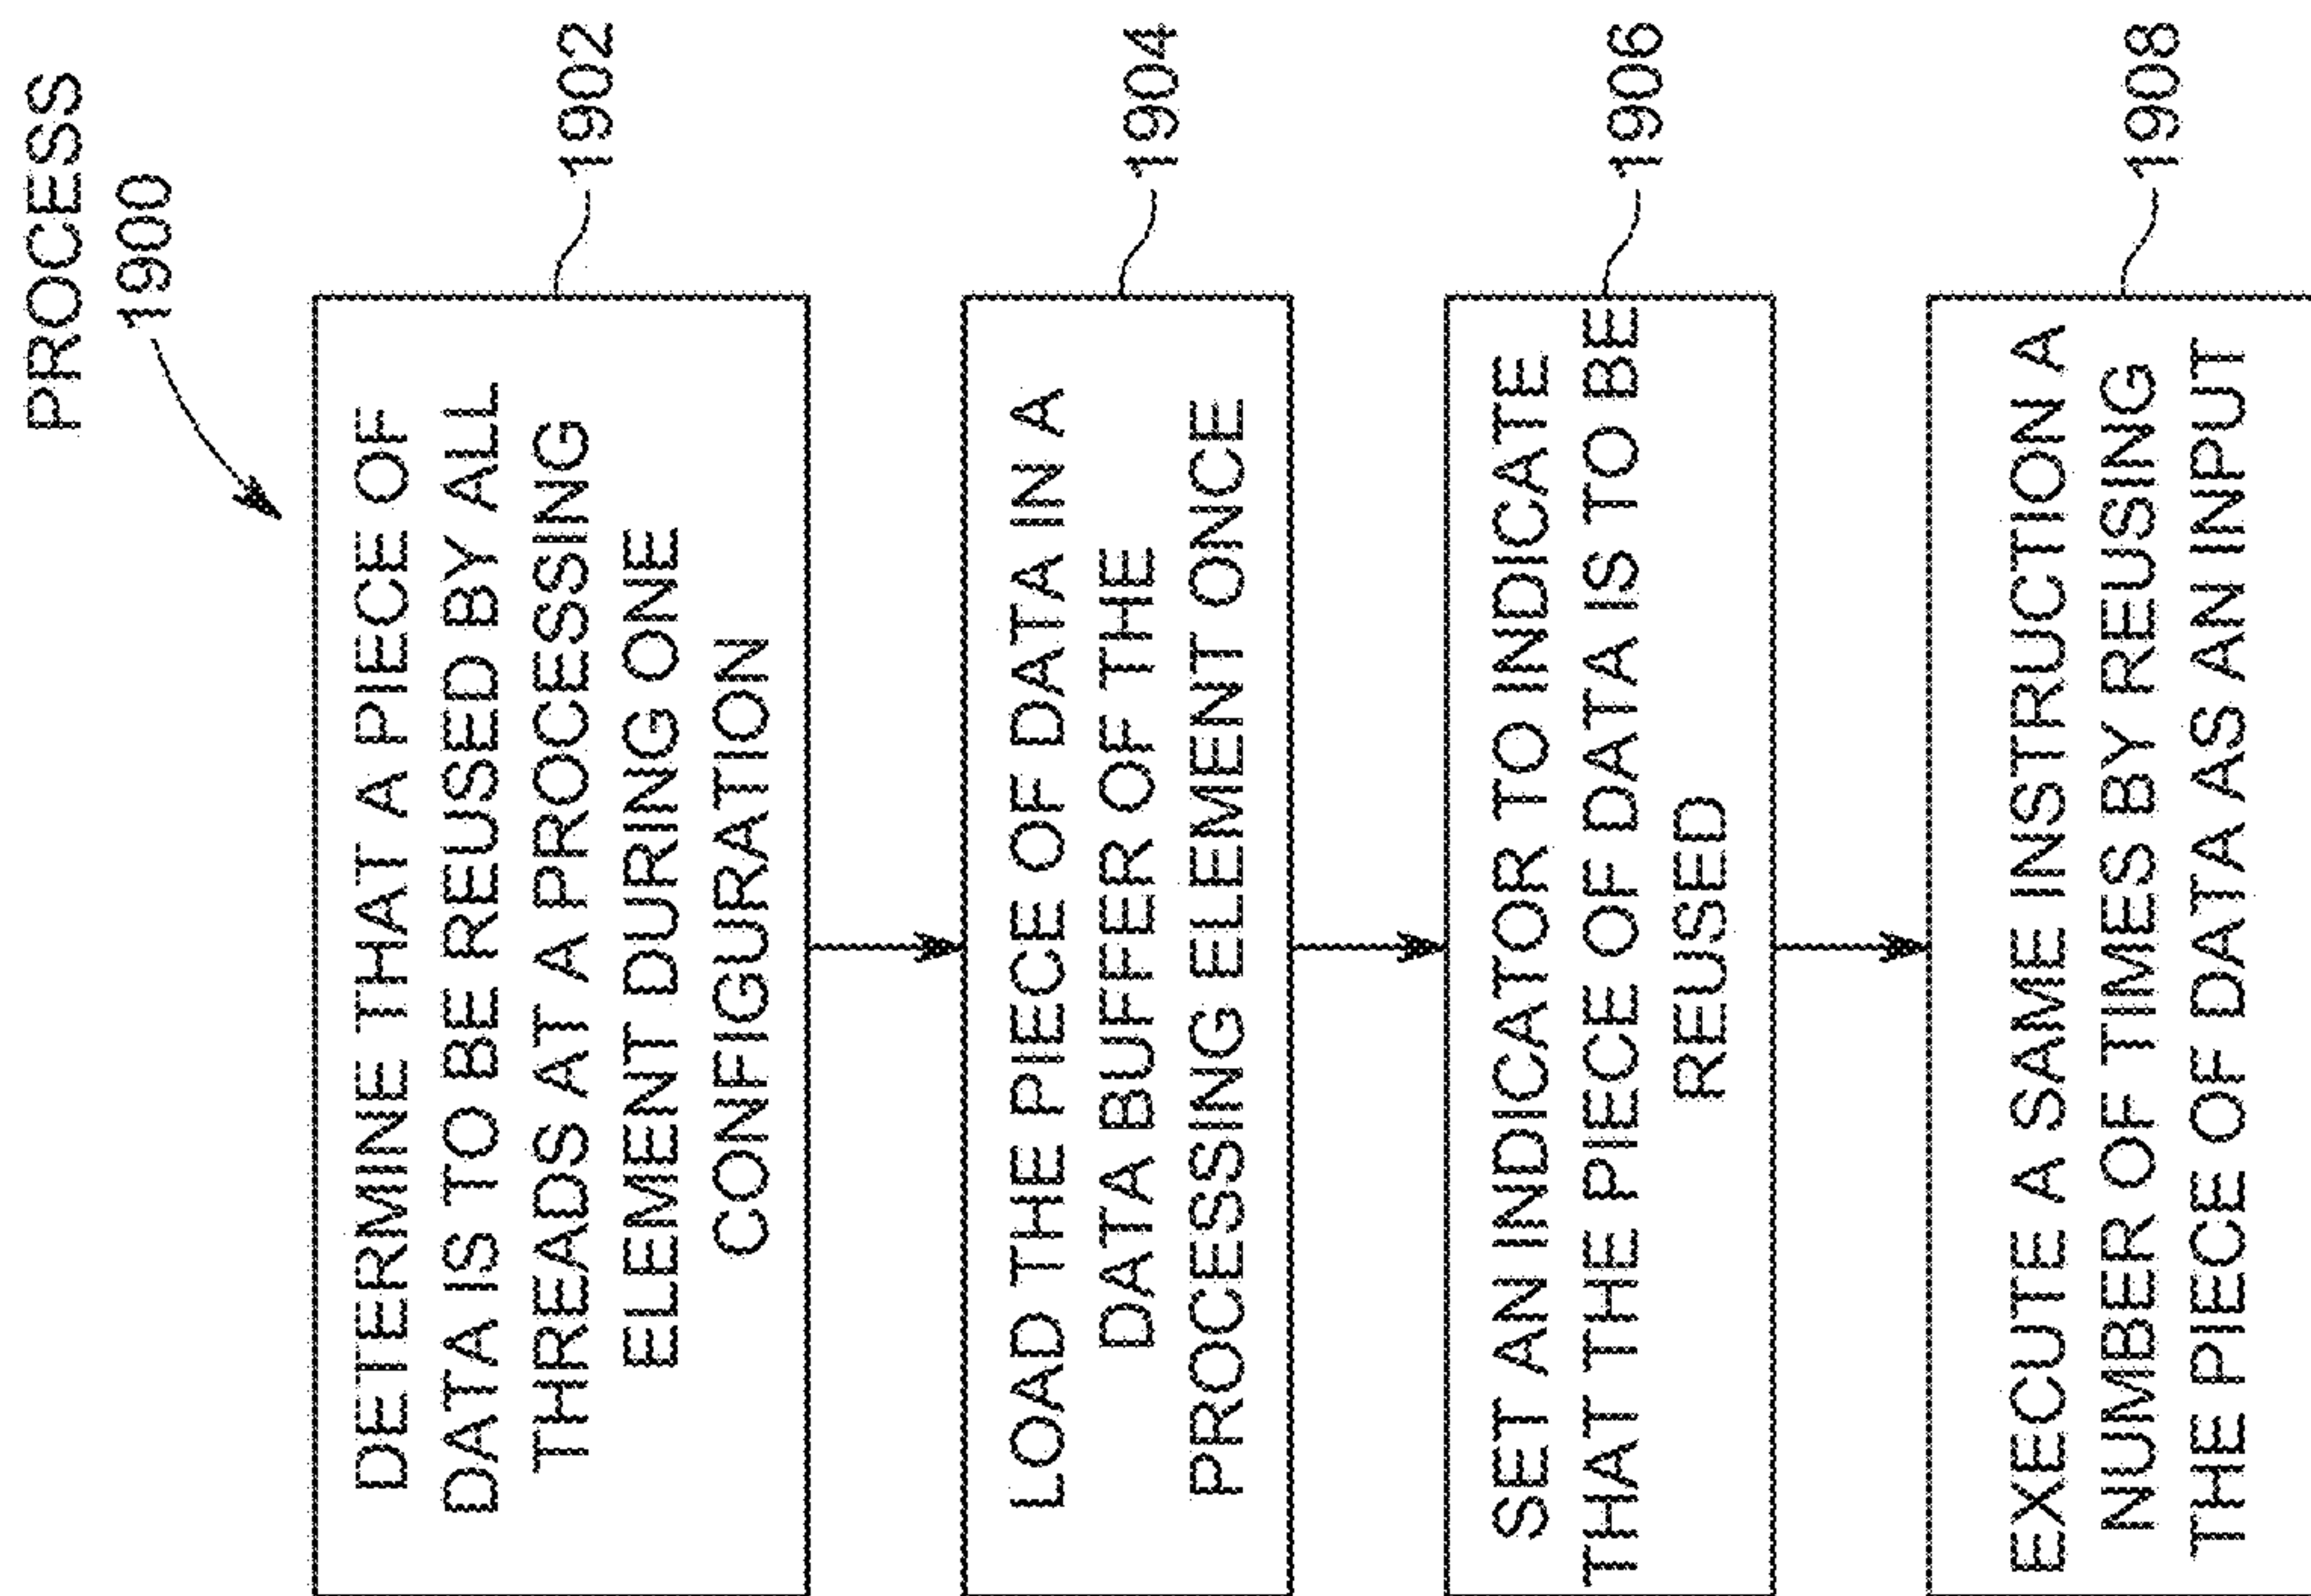 PROCESS
1900
DETERMINE THAT A PIECE OF
DATA IS TO BE REUSED BY ALL
THREADS AT A PROCESSING
ELEMENT DURING ONE
CONFIGURATION
1902
LOAD THE PIECE OF DATA IN A
DATA BUFFER OF THE
PROCESSING ELEMENT ONCE
1904
SET AN INDICATOR TO INDICATE
THAT THE PIECE OF DATA IS TO BE
REUSED
1906
EXECUTE A SAME INSTRUCTION A
NUMBER OF TIMES BY REUSING
THE PIECE OF DATA AS AN INPUT
1908